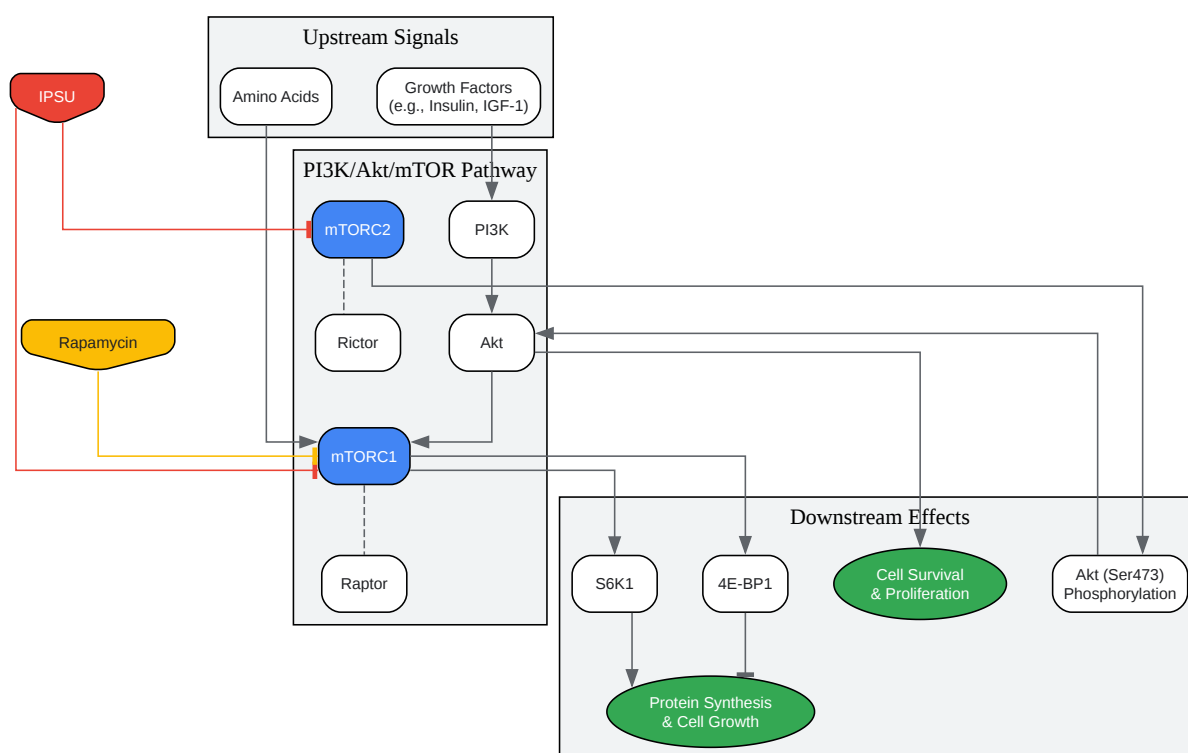 Upstream Signals
IPSU
Amino Acids
Growth Factors
(e.g., Insulin, IGF-1)
PI3K/Akt/mTOR Pathway
mTORC2
PI3K
Rapamycin
Rictor
Akt
mTORC1
Downstream Effects
Raptor
S6K1
4E-BP1
Cell Survival
& Proliferation
Akt (Ser473)
Phosphorylation
Protein Synthesis
& Cell Growth